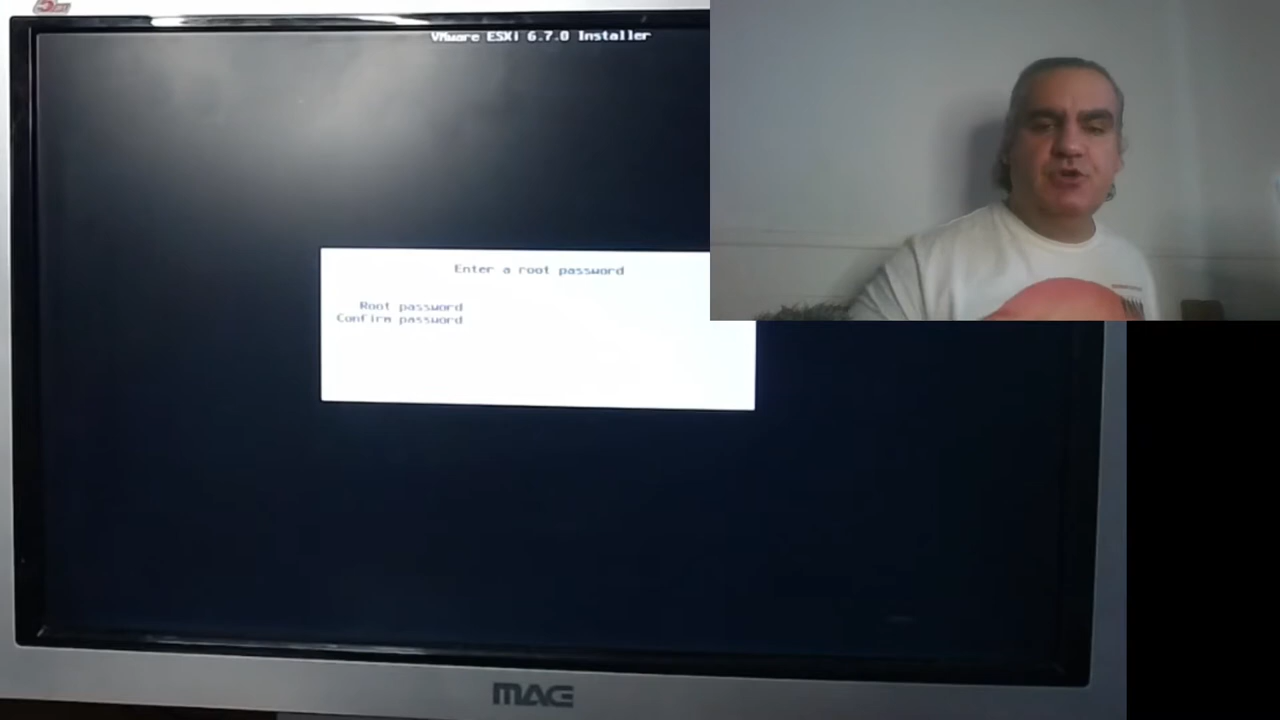 VMware ESXi 6.7.0 Installer
Enter a root password
Root password
Confirm password
MAG